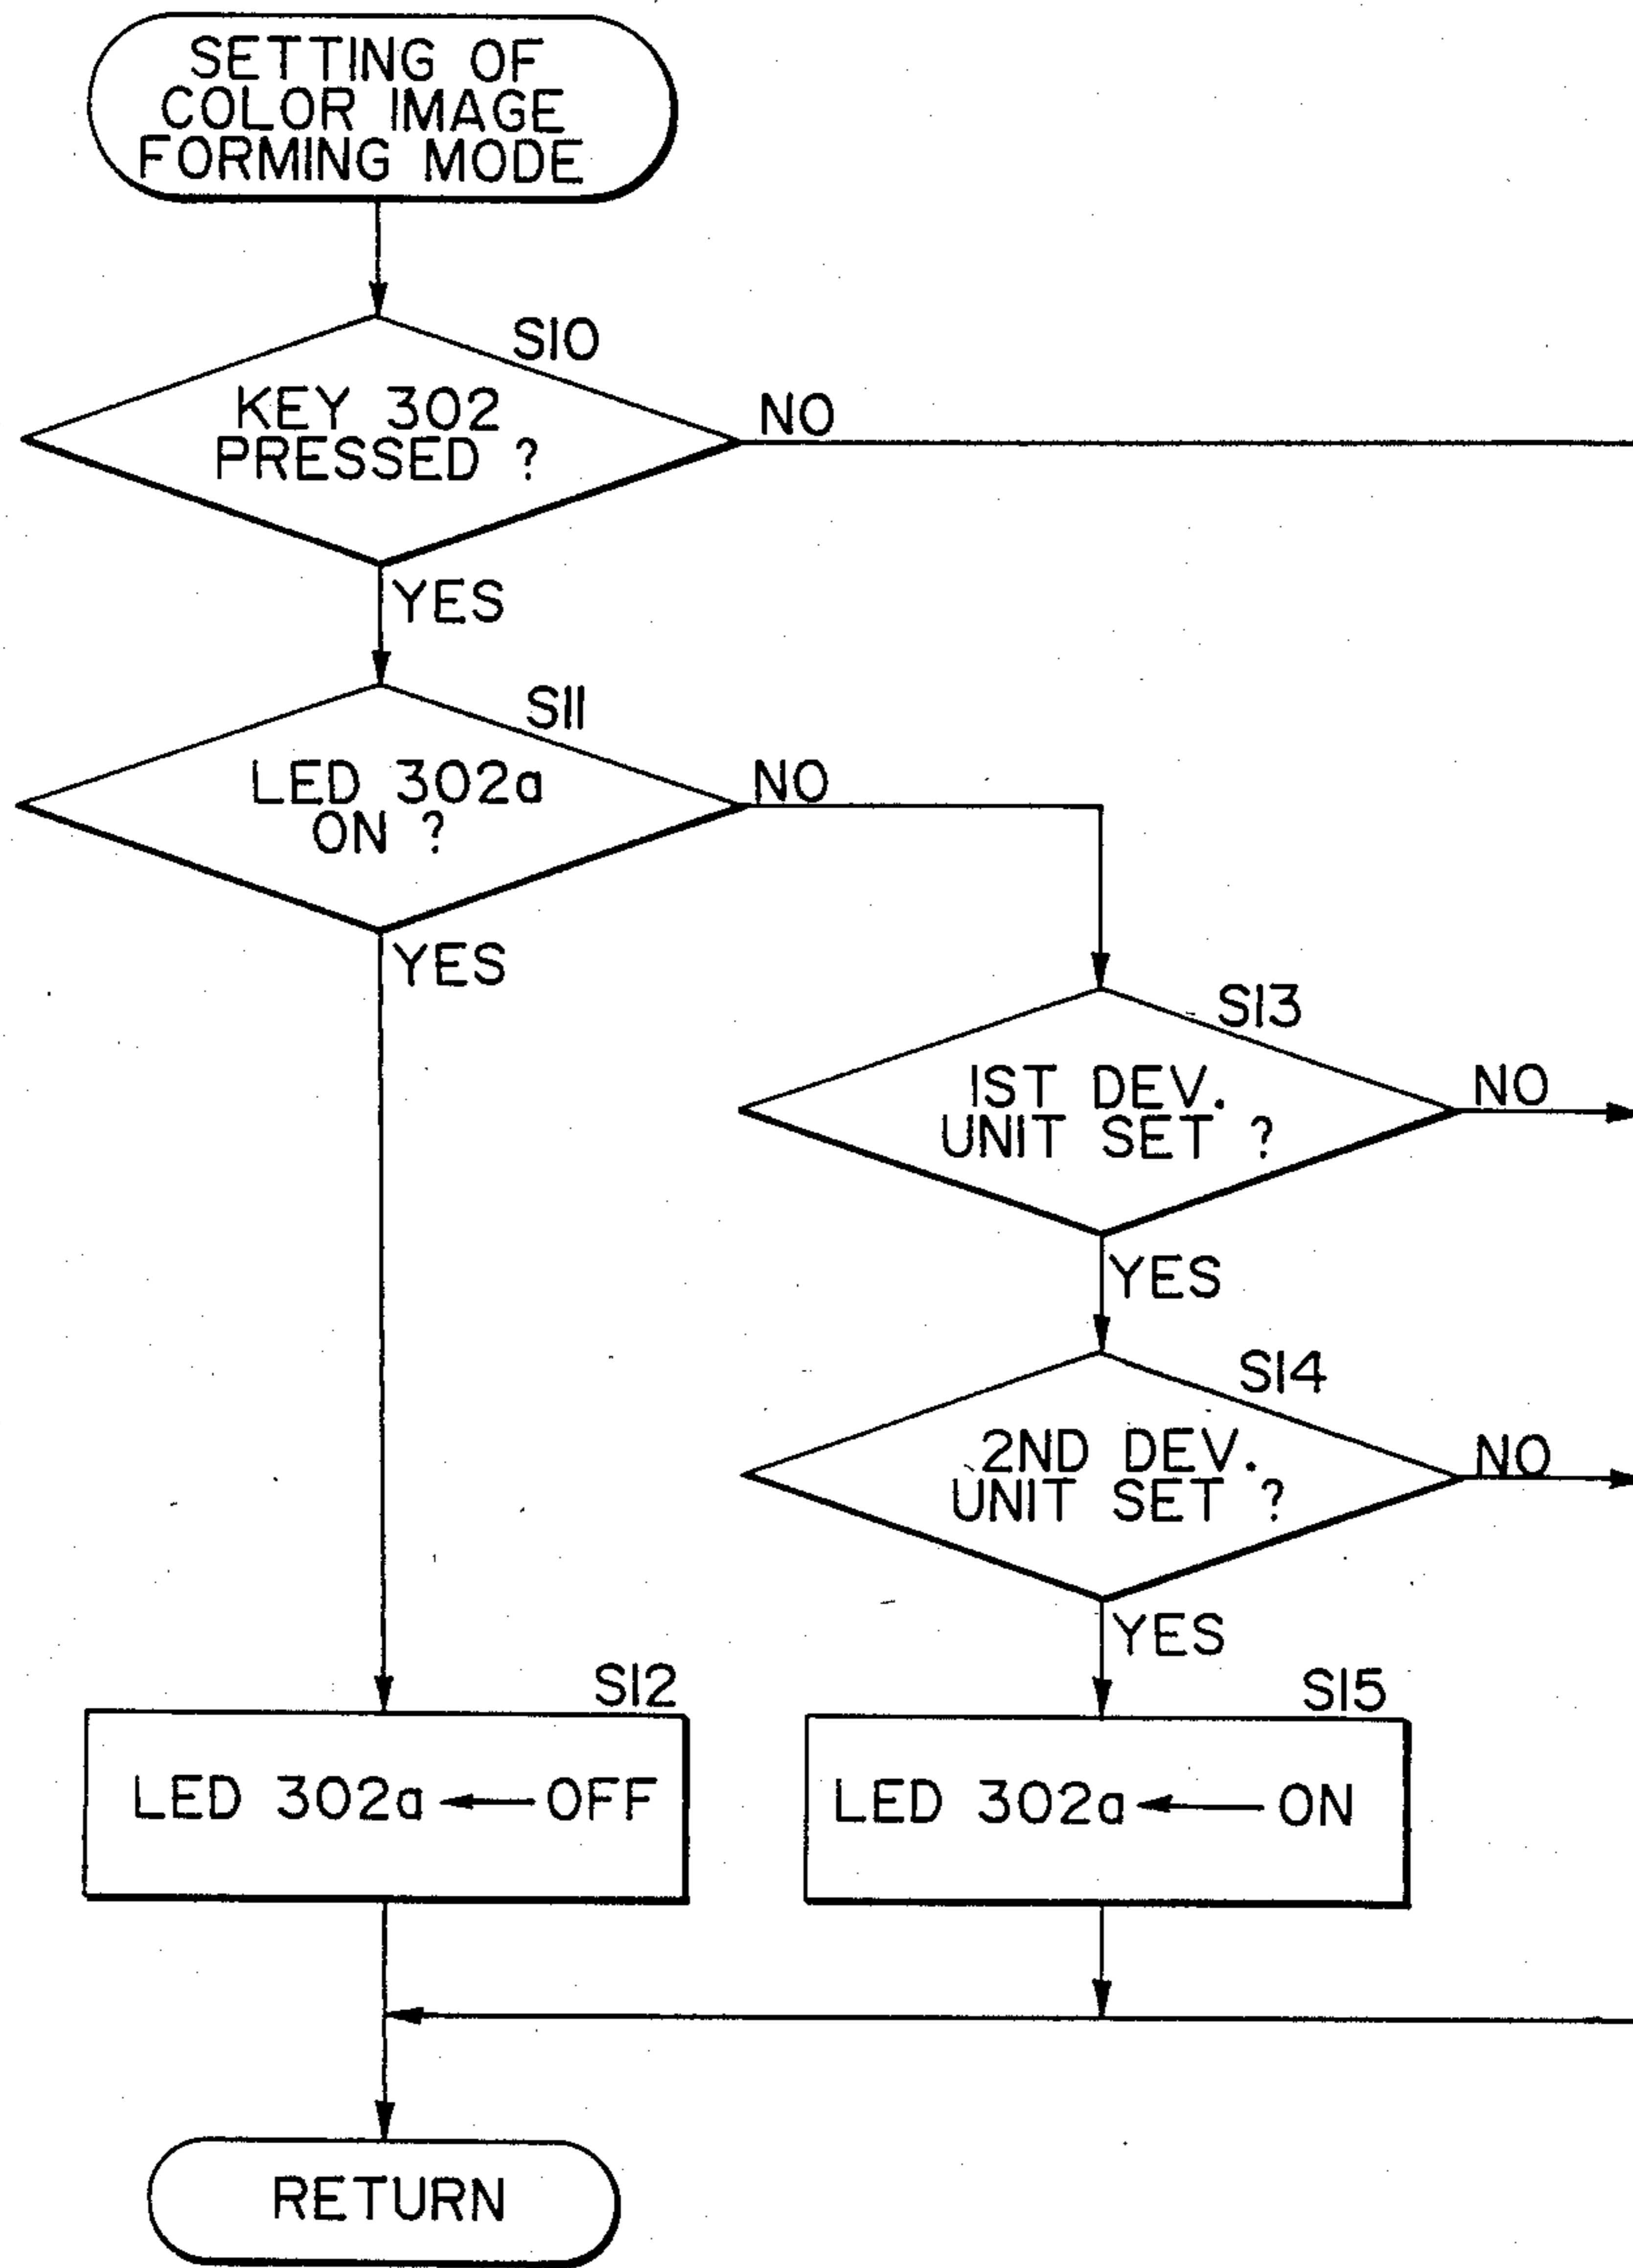 SETTING OF
COLOR IMAGE
FORMING MODE
S10
KEY 302
PRESSED ?
NO
YES
S11
LED 302a
ON ?
NO
YES
S13
1ST DEV.
UNIT SET ?
NO
YES
S14
2ND DEV.
UNIT SET ?
NO
YES
S12
LED 302a ← OFF
S15
LED 302a ← ON
RETURN